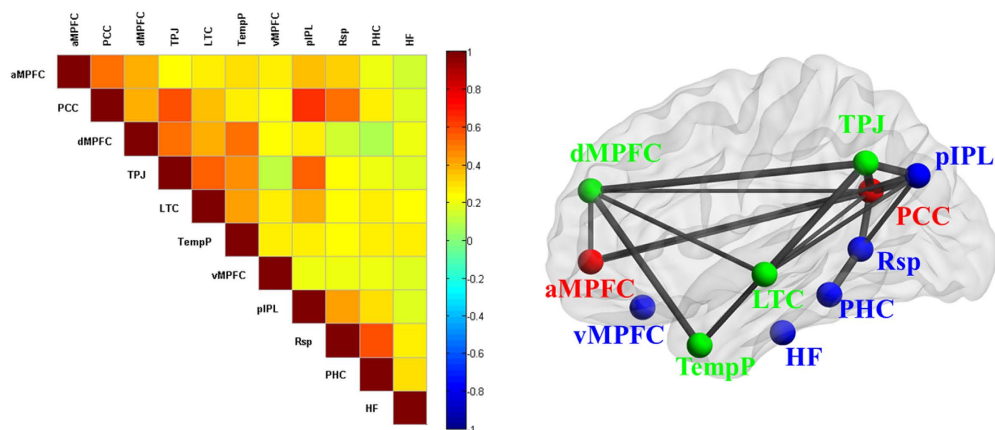 aMPFC
PCC
dMPFC
TPJ
LTC
TempP
vMPFC
pIPL
Rsp
PHC
HF
aMPFC
PCC
dMPFC
TPJ
LTC
TempP
vMPFC
pIPL
Rsp
PHC
HF
1
0.8
0.6
0.4
0.2
0
-0.2
-0.4
-0.6
-0.8
-1
TPJ
dMPFC
pIPL
PCC
Rsp
aMPFC
LTC
PHC
vMPFC
HF
TempP